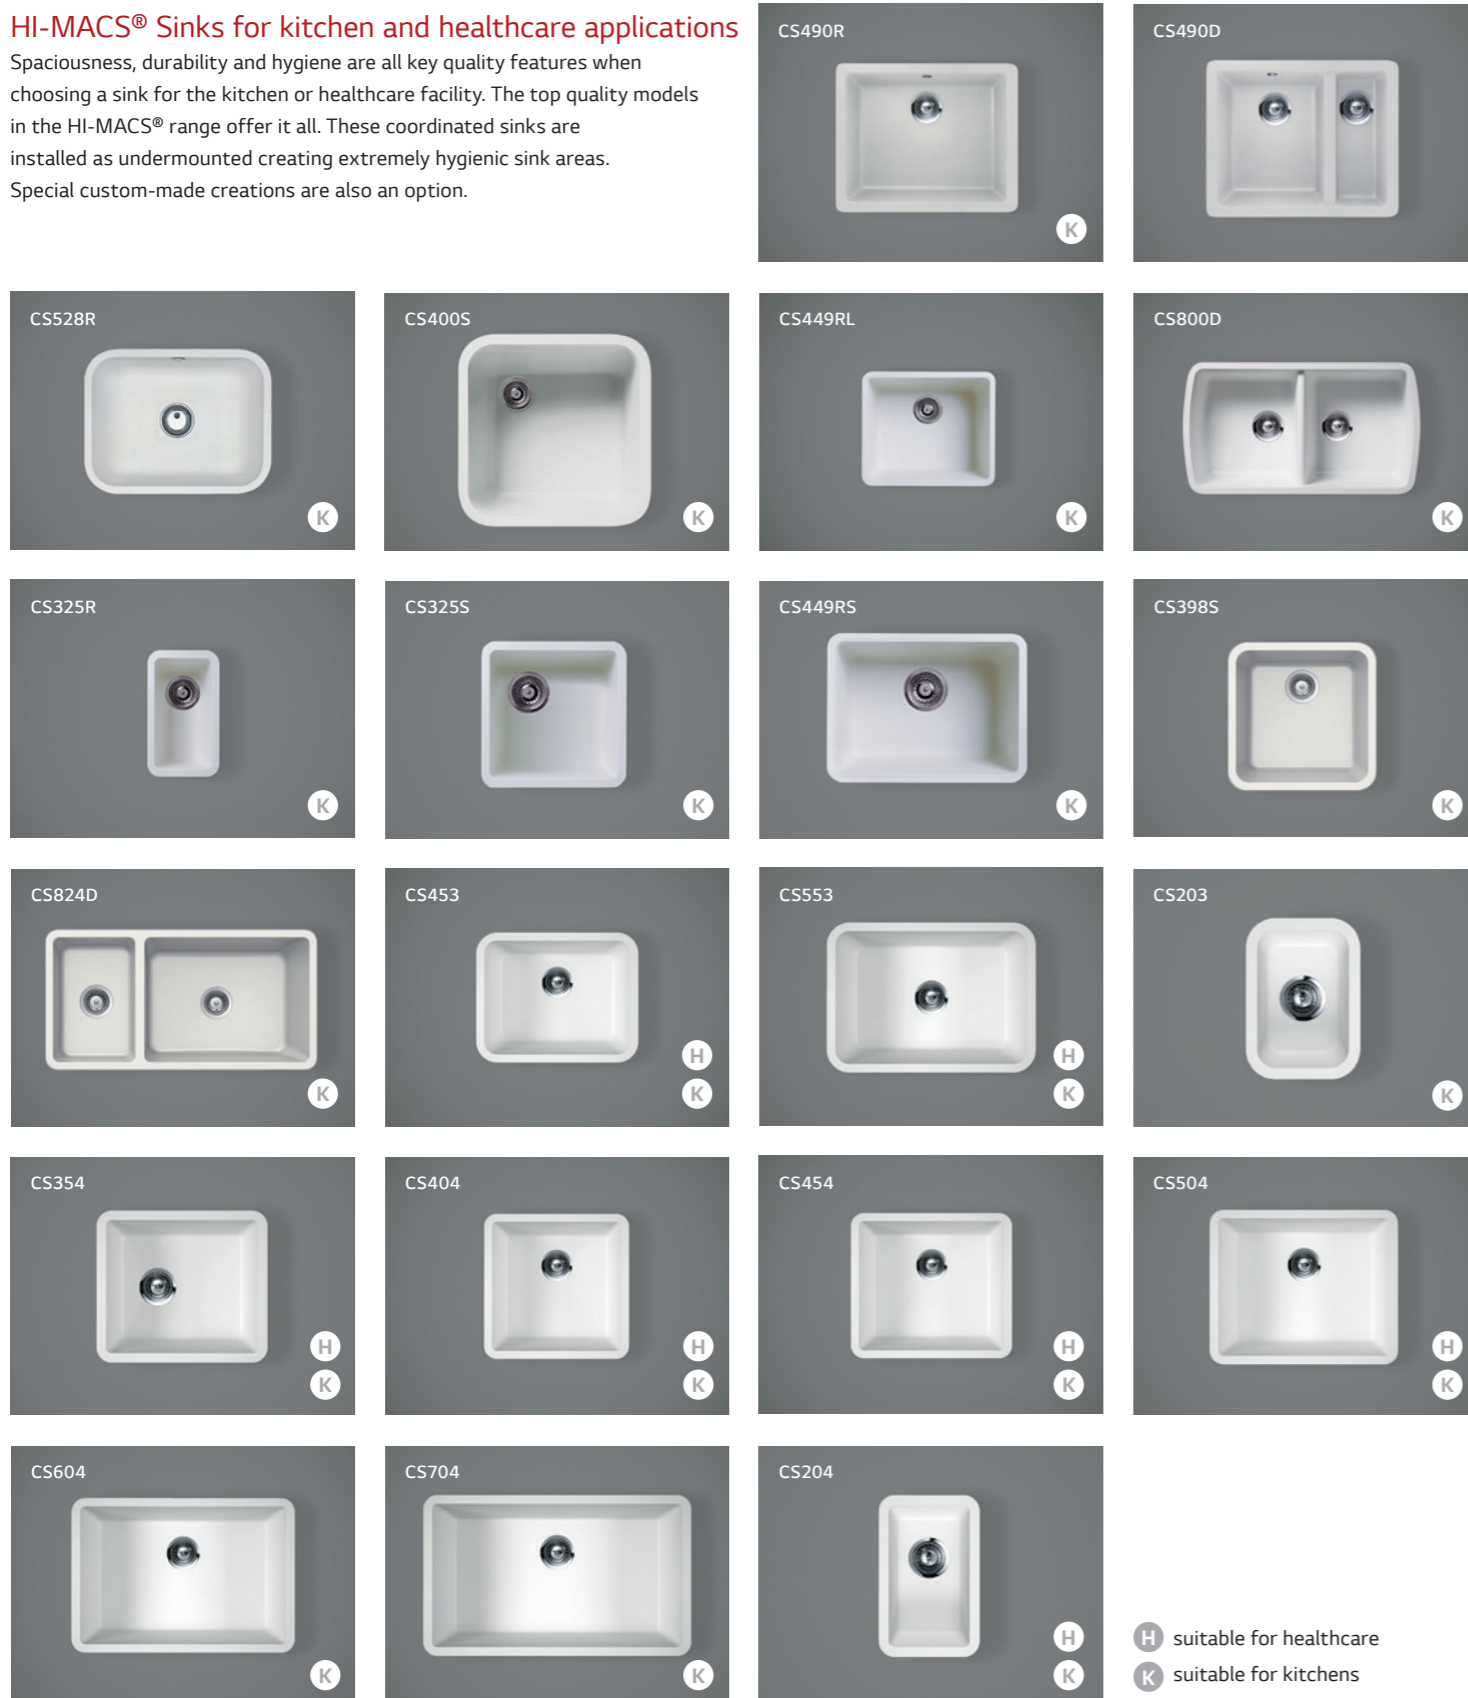 HI-MACS® Sinks for kitchen and healthcare applications
Spaciousness, durability and hygiene are all key quality features when
choosing a sink for the kitchen or healthcare facility. The top quality models
in the HI-MACS® range offer it all. These coordinated sinks are
installed as undermounted creating extremely hygienic sink areas.
Special custom-made creations are also an option.
CS490R
K
CS490D
CS528R
K
CS400S
K
CS449RL
K
CS800D
K
CS325R
K
CS325S
K
CS449RS
K
CS398S
K
CS824D
K
CS453
H
K
CS553
H
K
CS203
K
CS354
H
K
CS404
H
K
CS454
H
K
CS504
H
K
CS604
K
CS704
K
CS204
H
K
H suitable for healthcare
K suitable for kitchens